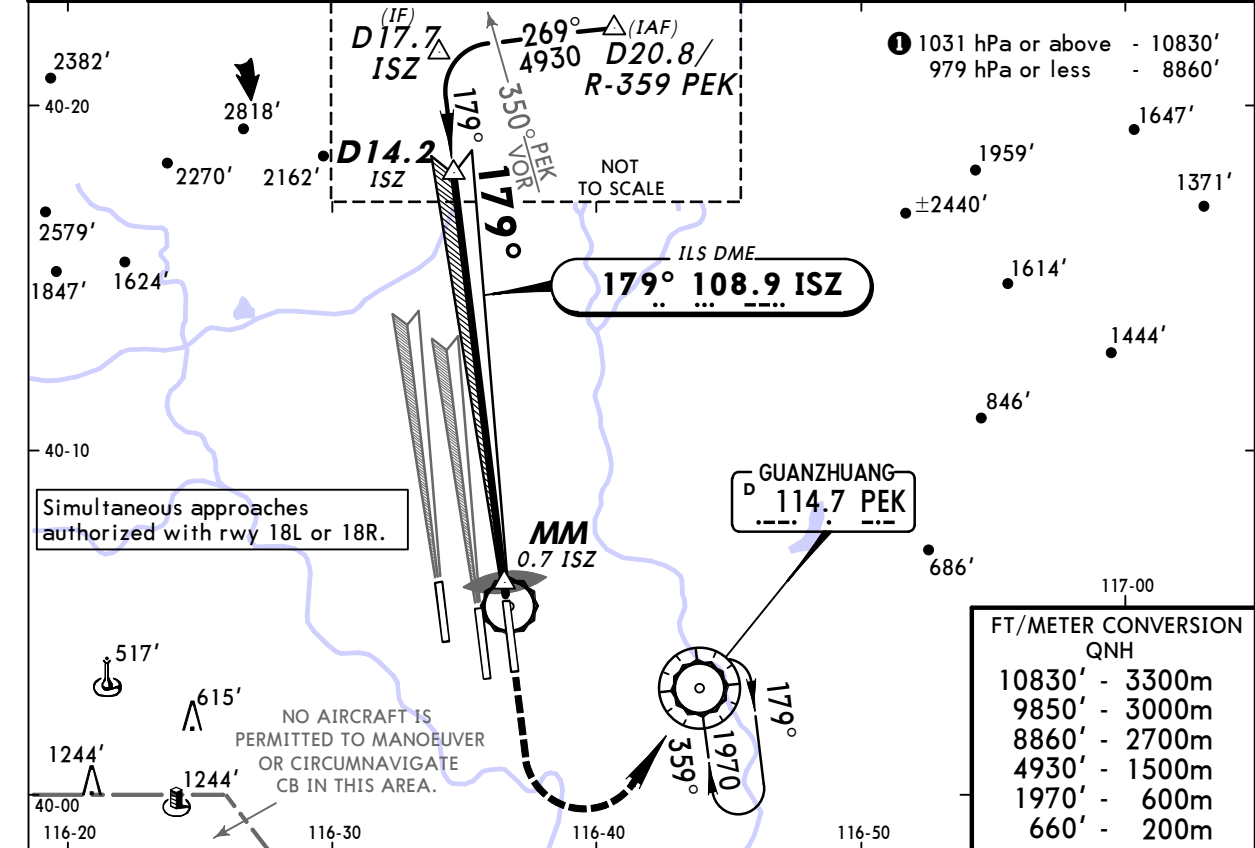 (IF)
D17.7
ISZ
269°
4930
(IAF)
D20.8/
R-359 PEK
1 1031 hPa or above - 10830'
979 hPa or less - 8860'
2382'
40-20
2818'
2270'
2162'
D14.2
ISZ
179°
350° PEK
VOR
NOT
TO SCALE
179°
1647'
1959'
±2440'
1371'
2579'
1847'
1624'
ILS DME
179° 108.9 ISZ
1614'
1444'
846'
40-10
Simultaneous approaches
authorized with rwy 18L or 18R.
MM
0.7 ISZ
GUANZHUANG
D 114.7 PEK
686'
117-00
517'
615'
NO AIRCRAFT IS
PERMITTED TO MANOEUVER
OR CIRCUMNAVIGATE
CB IN THIS AREA.
1244'
1244'
359°
1970
179°
40-00
116-20
116-30
116-40
116-50
FT/METER CONVERSION
QNH
10830' - 3300m
9850' - 3000m
8860' - 2700m
4930' - 1500m
1970' - 600m
660' - 200m